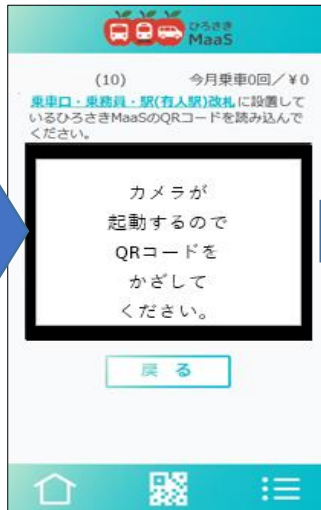 ひろさき
MaaS
(10) 今月乗車0回／￥0
乗車口・乗務員・駅(有人駅)改札に設置して
いるひろさきMaaSのQRコードを読み込んで
ください。
カメラが
起動するので
QRコードを
かざして
ください。
戻る